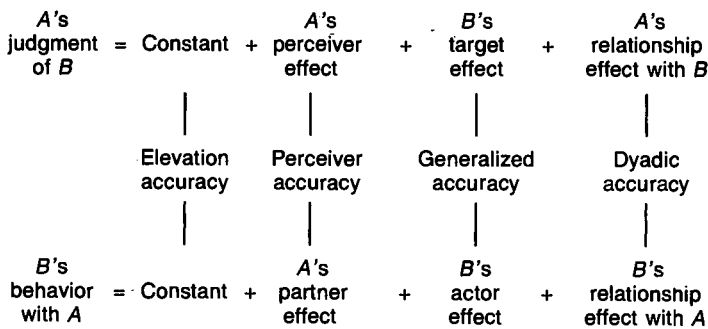 A's B's A's
A's
judgment = Constant + perceiver + target + relationship
of B effect effect effect with B
Elevation Perceiver Generalized Dyadic
accuracy accuracy accuracy accuracy
B's A's B's B's
behavior = Constant + partner + actor + relationship
with A effect effect effect with A